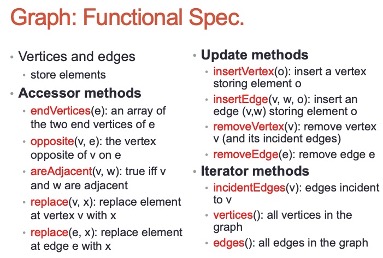 Graph: Functional Spec.
• Vertices and edges
• store elements
• Accessor methods
• endVertices(e): an array of
the two end vertices of e
• opposite(v, e): the vertex
opposite of v on e
• areAdjacent(v, w): true iff v
and w are adjacent
• replace(v, x): replace element
at vertex v with x
• replace(e, x): replace element
at edge e with x
• Update methods
• insertVertex(o): insert a vertex
storing element o
• insertEdge(v, w, o): insert an
edge (v,w) storing element o
• removeVertex(v): remove vertex
v (and its incident edges)
• removeEdge(e): remove edge e
• Iterator methods
• incidentEdges(v): edges incident
to v
• vertices(): all vertices in the
graph
• edges(): all edges in the graph